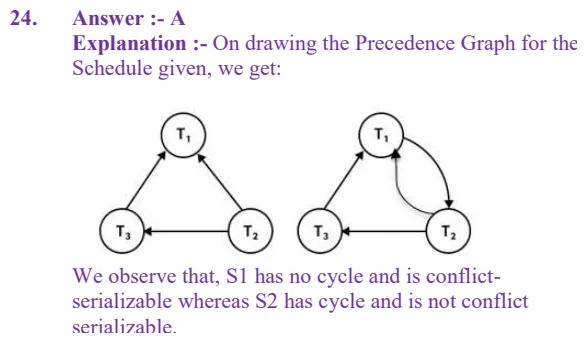 24. Answer :- A
Explanation :- On drawing the Precedence Graph for the
Schedule given, we get:
T1 T1
T3 T2 T3 T2
We observe that, S1 has no cycle and is conflict-
serializable whereas S2 has cycle and is not conflict
serializable.